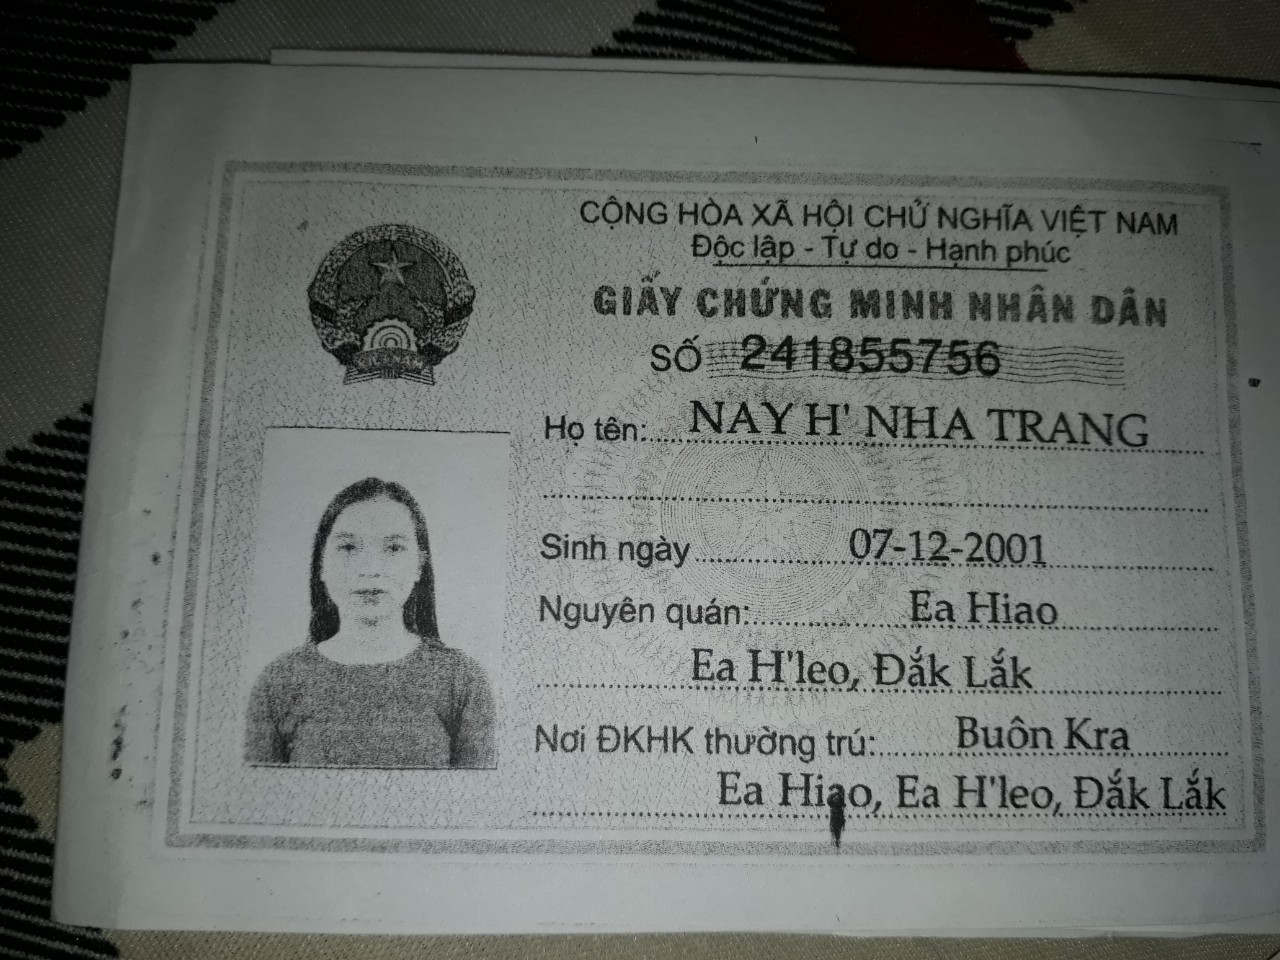 CỘNG HÒA XÃ HỘI CHỦ NGHĨA VIỆT NAM
Độc lập - Tự do - Hạnh phúc
GIẤY CHỨNG MINH NHÂN DÂN
SỐ 241855756
Họ tên: NAY H' NHA TRANG
Sinh ngày 07-12-2001
Nguyên quán: Ea Hiao
Ea H'leo, Đắk Lắk
Nơi ĐKHK thường trú: Buôn Kra
Ea Hiao, Ea H'leo, Đắk Lắk